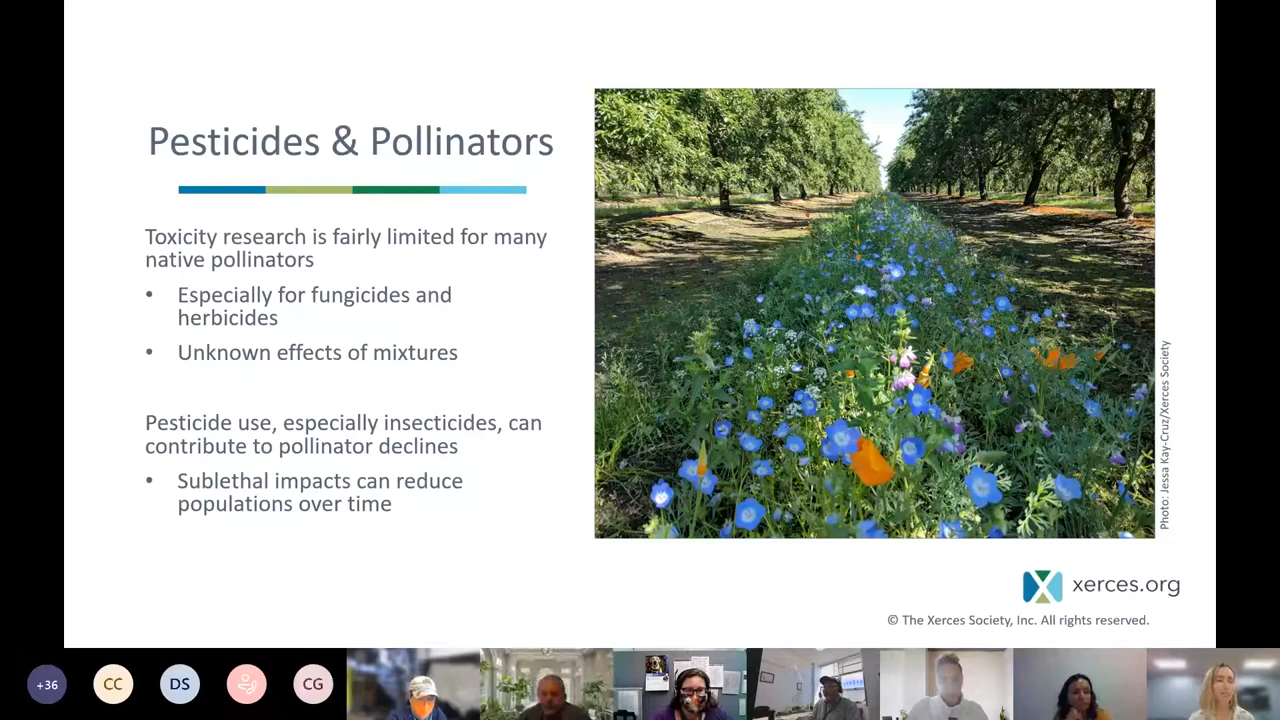 Pesticides & Pollinators
Toxicity research is fairly limited for many
native pollinators
• Especially for fungicides and
herbicides
• Unknown effects of mixtures
Pesticide use, especially insecticides, can
contribute to pollinator declines
• Sublethal impacts can reduce
populations over time
Photo: Jessa Kay-Cruz/Xerces Society
xerces.org
© The Xerces Society, Inc. All rights reserved.
+36
CC
DS
CG